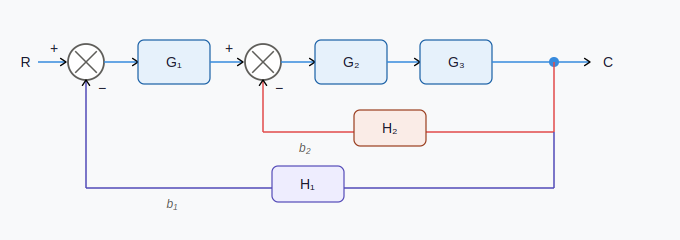 R + G₁ + G₂ G₃ C
− −
H₂
b₂
H₁
b₁